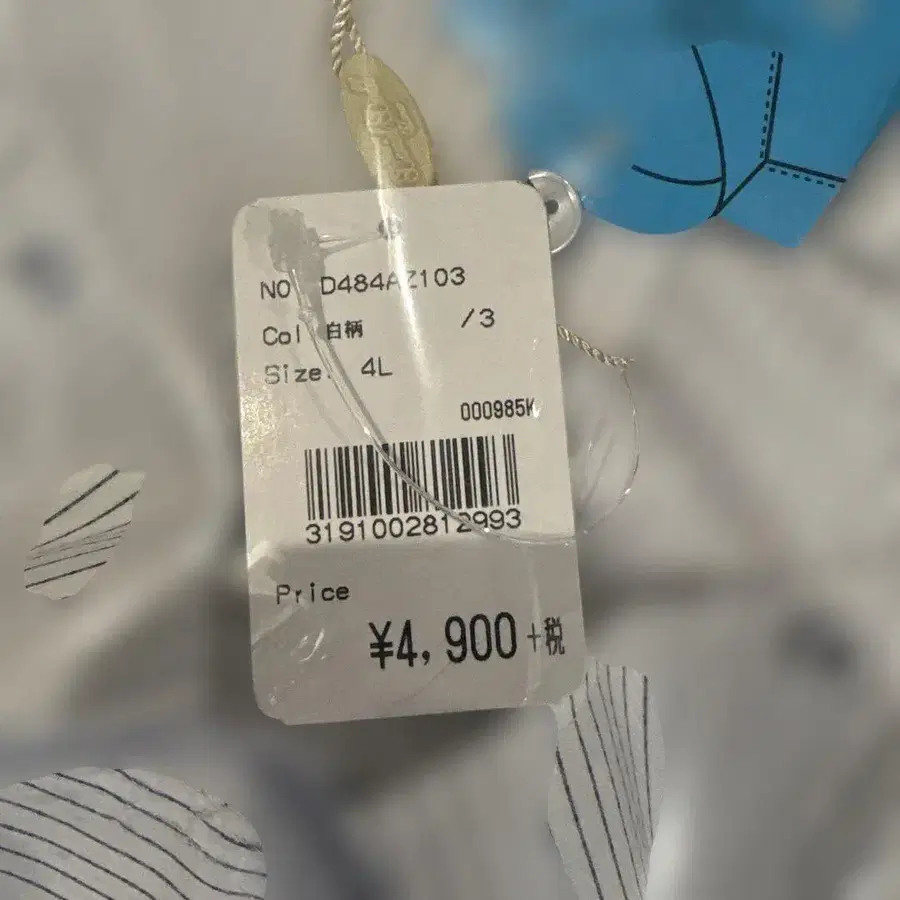 NO. D484AZ103
Col 白柄 /3
Size. 4L
000985K
3191002812993
Price
¥4,900+税